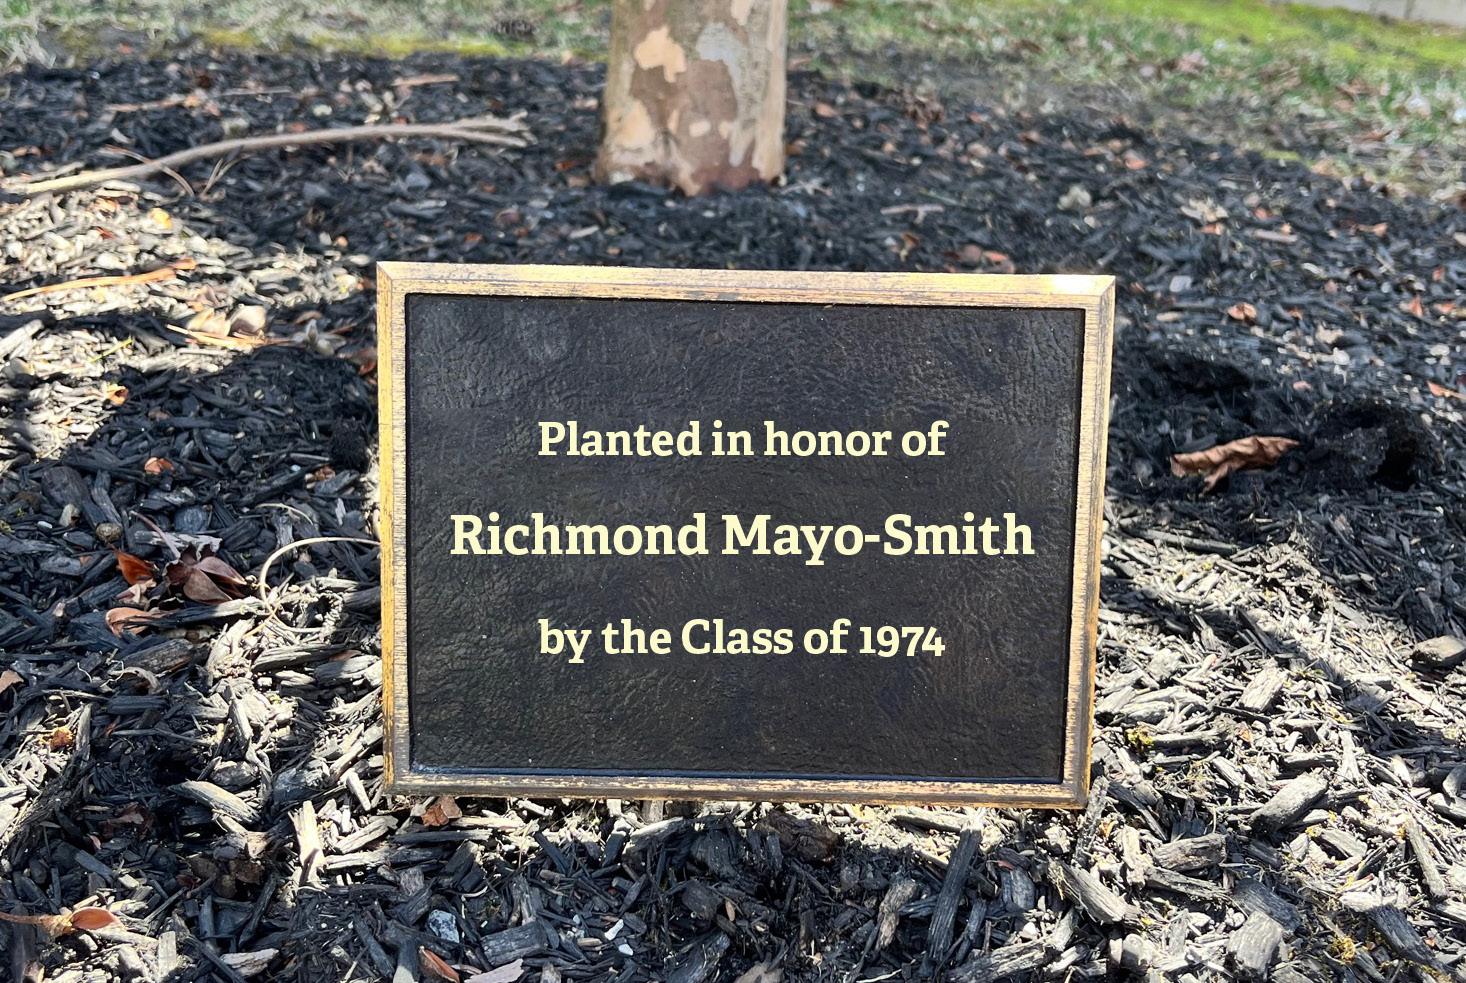 Planted in honor of
Richmond Mayo-Smith
by the Class of 1974